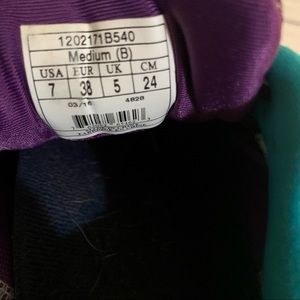 1202171B540
Medium (B)
USA EUR UK CM
7 38 5 24
03/16 4828